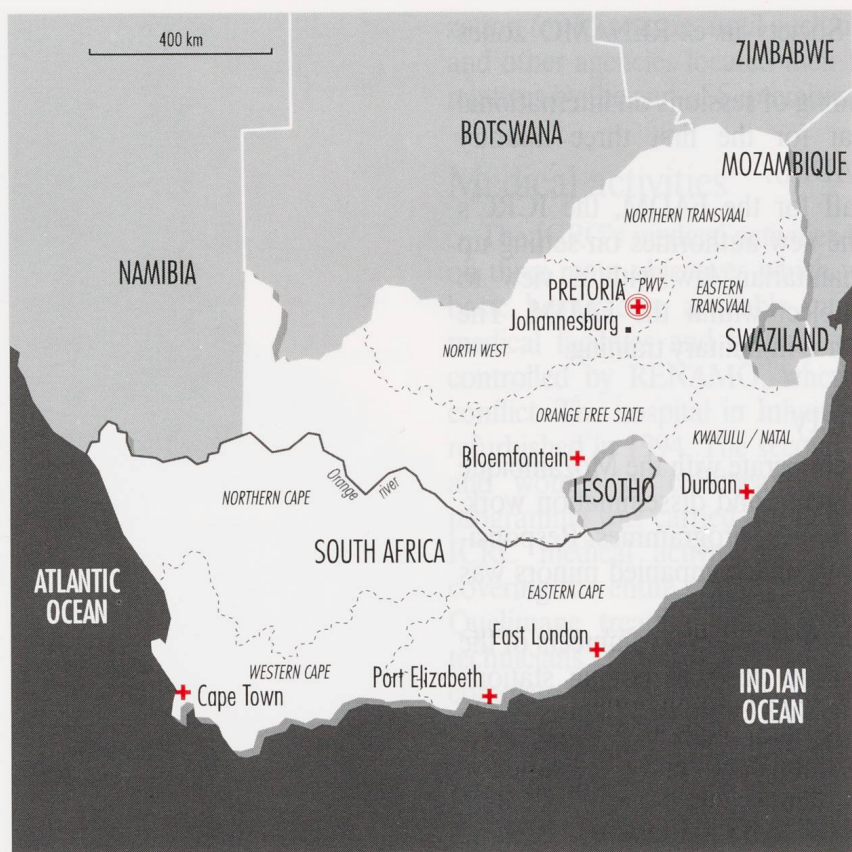 400 km
ZIMBABWE
BOTSWANA
MOZAMBIQUE
NORTHERN TRANSVAAL
NAMIBIA
PRETORIA
PWV
EASTERN
TRANSVAAL
Johannesburg
SWAZILAND
NORTH WEST
ORANGE FREE STATE
KWAZULU / NATAL
Bloemfontein
LESOTHO
Durban
Orange river
NORTHERN CAPE
SOUTH AFRICA
ATLANTIC
OCEAN
EASTERN CAPE
East London
WESTERN CAPE
Port Elizabeth
Cape Town
INDIAN
OCEAN